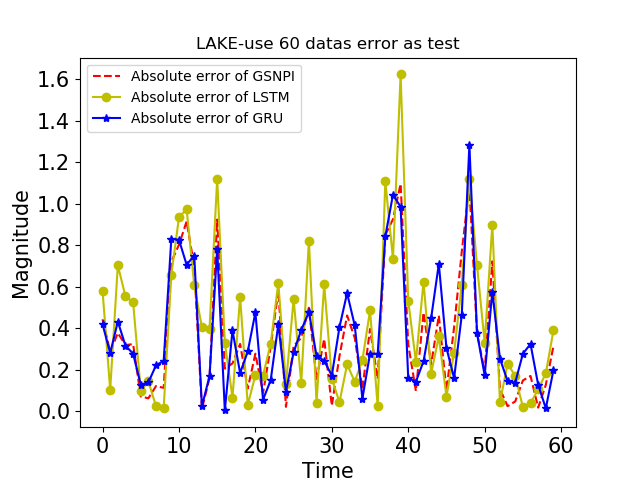 LAKE-use 60 datas error as test
Absolute error of GSNPI
Absolute error of LSTM
Absolute error of GRU
Magnitude
1.6
1.4
1.2
1.0
0.8
0.6
0.4
0.2
0.0
0 10 20 30 40 50 60
Time